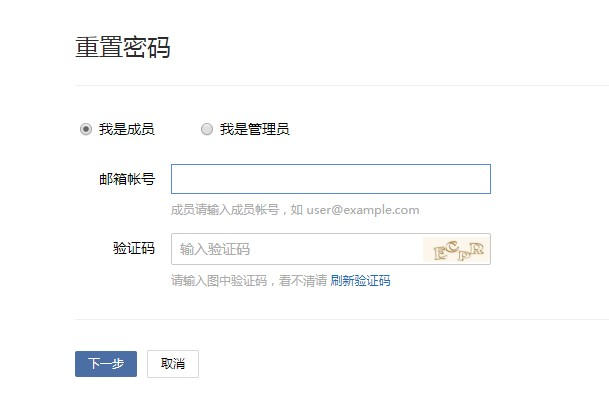 重置密码
我是成员 我是管理员
邮箱帐号
成员请输入成员帐号，如 user@example.com
验证码 输入验证码 ECPR
请输入图中验证码，看不清请 刷新验证码
下一步 取消